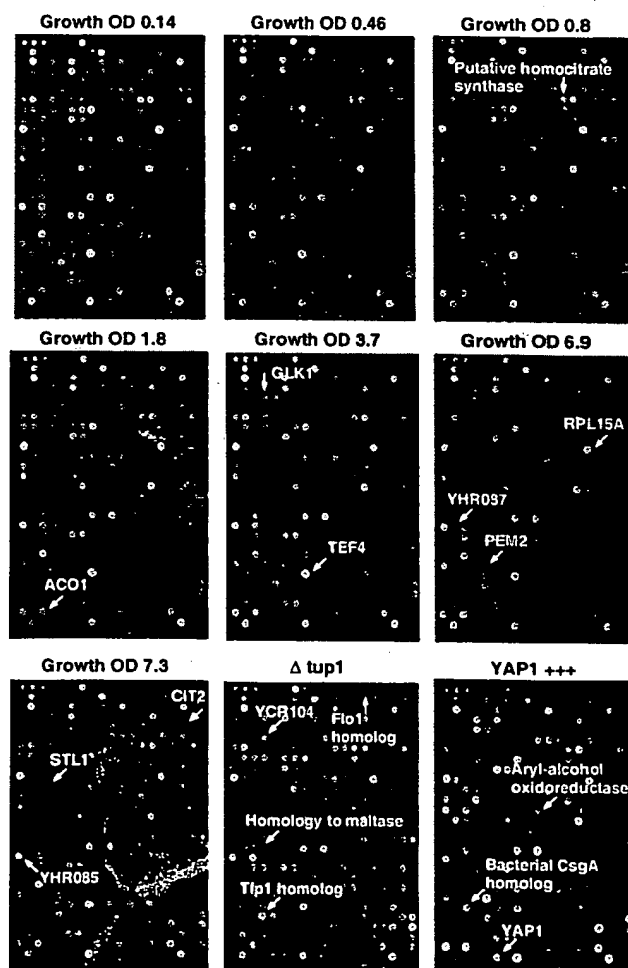 Growth OD 0.14
Growth OD 0.46
Growth OD 0.8
Putative homocitrate
synthase
Growth OD 1.8
Growth OD 3.7
Growth OD 6.9
GLK1
RPL15A
YHR087
PEM2
TEF4
ACO1
Growth OD 7.3
Δ tup1
YAP1 +++
CIT2
YCR104
Flo1
homolog
STL1
Aryl-alcohol
oxidoreductase
Homology to maltase
YHR085
Bacterial CsgA
homolog
Tfp1 homolog
YAP1